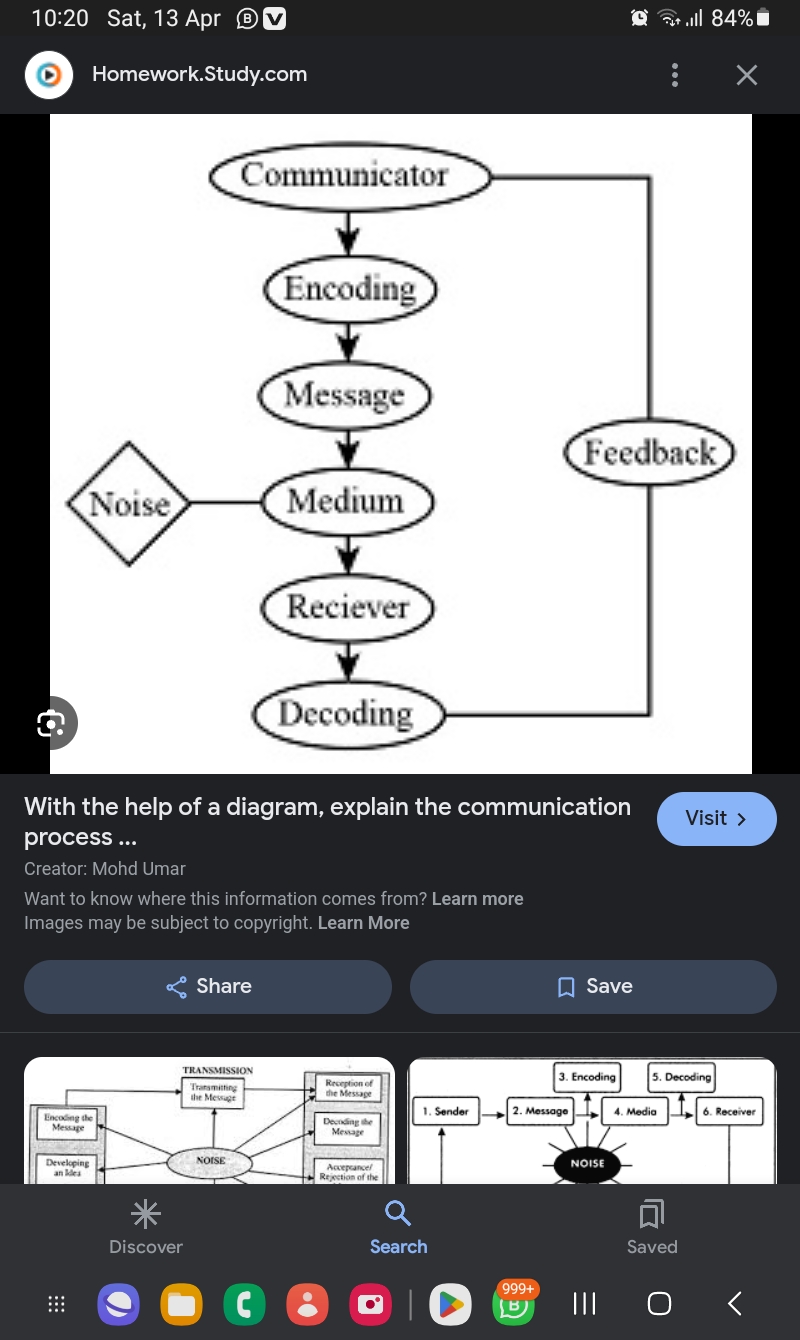 10:20 Sat, 13 Apr
84%
Homework.Study.com
Communicator
Encoding
Message
Feedback
Noise
Medium
Reciever
Decoding
With the help of a diagram, explain the communication
process ...
Visit
Creator: Mohd Umar
Want to know where this information comes from? Learn more
Images may be subject to copyright. Learn More
Share
Save
TRANSMISSION
Transmitting
the Message
Reception of
the Message
Encoding the
Message
Decoding the
Message
NOISE
Developing
an Idea
Acceptance/
Rejection of the
3. Encoding
5. Decoding
1. Sender
2. Message
4. Media
6. Receiver
NOISE
Discover
Search
Saved
999+